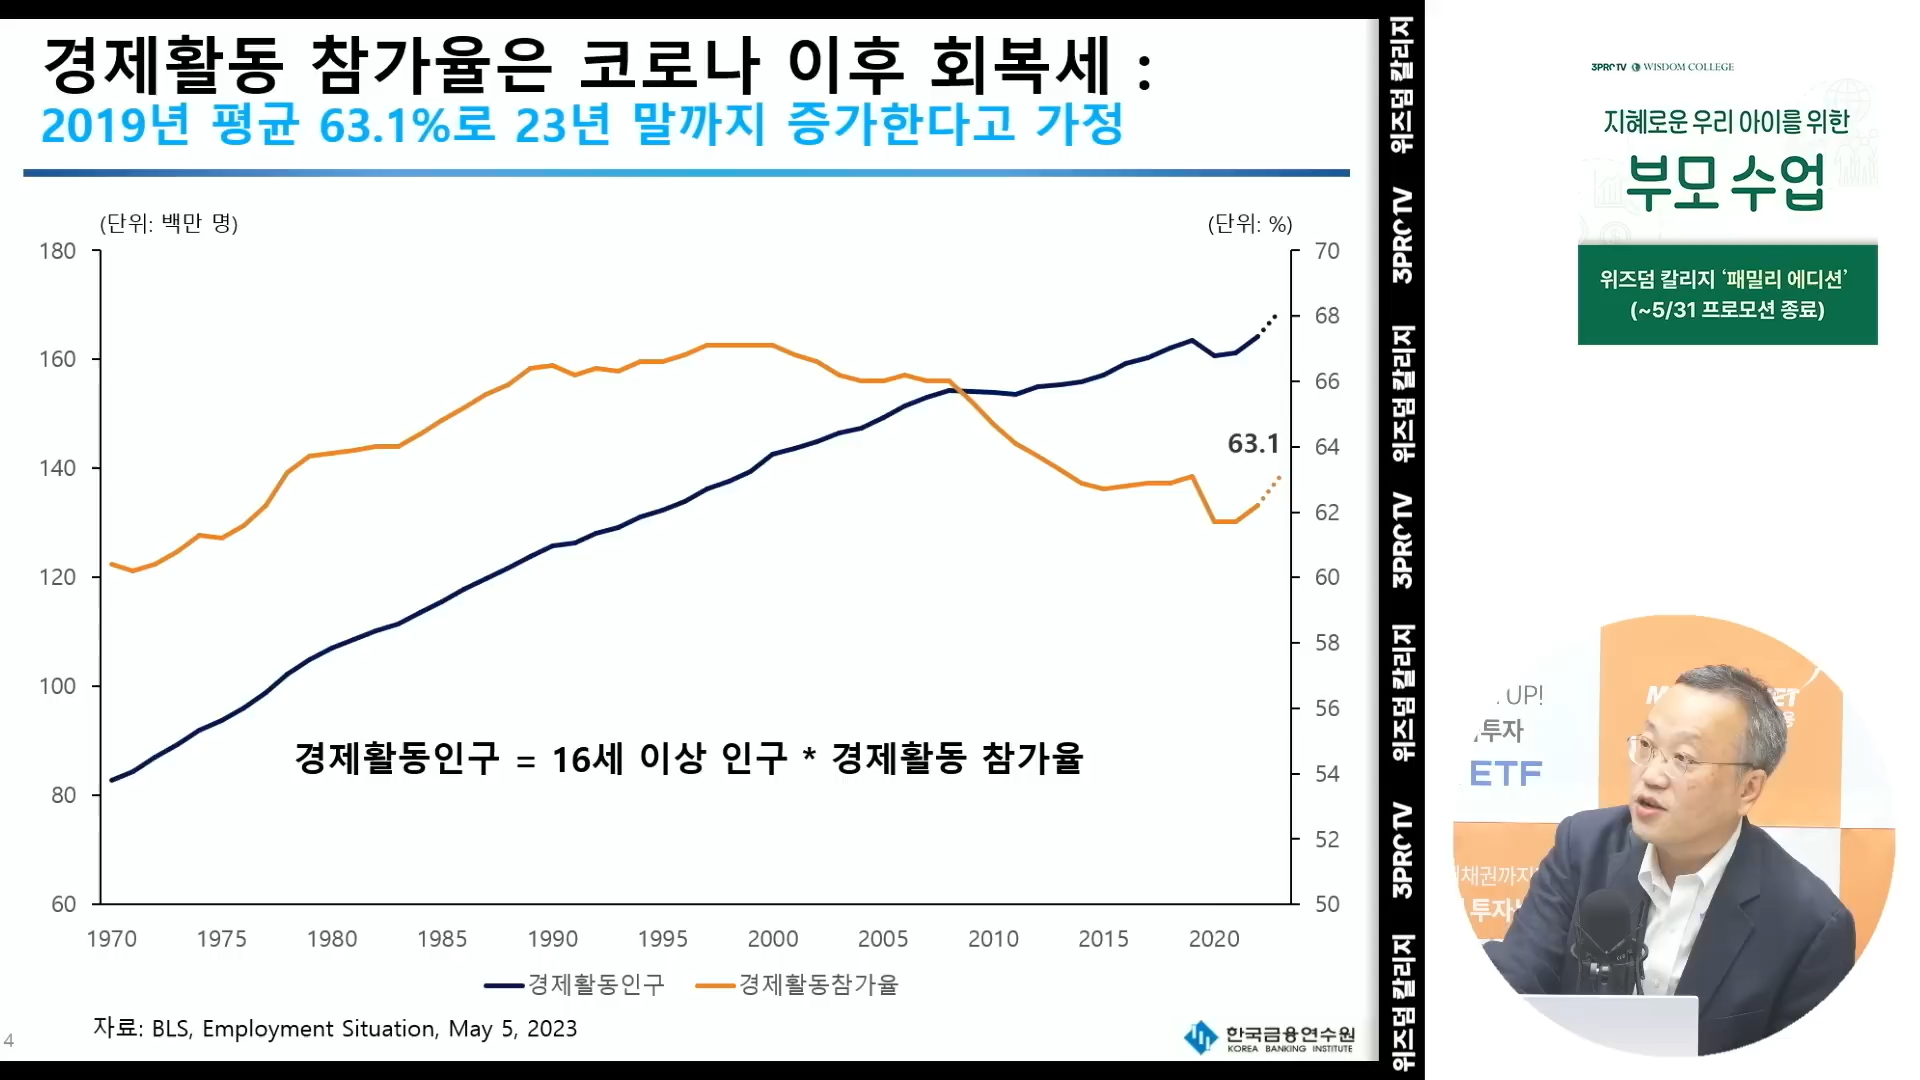 경제활동 참가율은 코로나 이후 회복세 :
2019년 평균 63.1%로 23년 말까지 증가한다고 가정
(단위: 백만 명)
(단위: %)
180
160
140
120
100
80
60
70
68
66
64
62
60
58
56
54
52
50
63.1
경제활동인구 = 16세 이상 인구 * 경제활동 참가율
1970 1975 1980 1985 1990 1995 2000 2005 2010 2015 2020
경제활동인구 경제활동참가율
자료: BLS, Employment Situation, May 5, 2023
4
한국금융연수원
KOREA BANKING INSTITUTE
위즈덤 칼리지
3PROTV
위즈덤 칼리지
3PROTV
위즈덤 칼리지
3PROTV
위즈덤 칼리지
3PROTV WISDOM COLLEGE
지혜로운 우리 아이를 위한
부모 수업
위즈덤 칼리지 ‘패밀리 에디션’
(~5/31 프로모션 종료)
UP!
투자
ETF
채권까지
투자